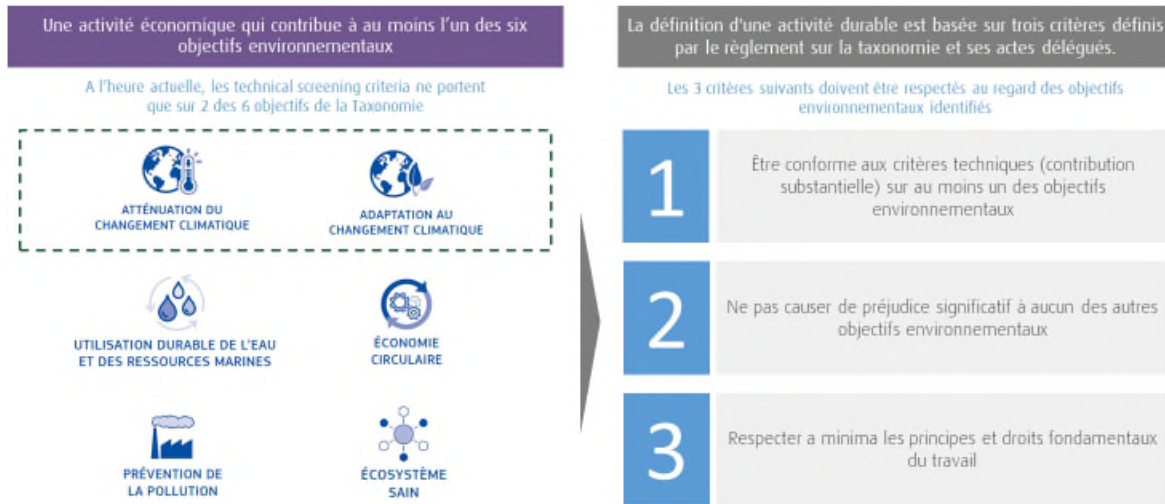 Une activité économique qui contribue à au moins l'un des six
objectifs environnementaux
A l'heure actuelle, les technical screening criteria ne portent
que sur 2 des 6 objectifs de la Taxonomie
ATTÉNUATION DU
CHANGEMENT CLIMATIQUE
ADAPTATION AU
CHANGEMENT CLIMATIQUE
UTILISATION DURABLE DE L'EAU
ET DES RESSOURCES MARINES
ÉCONOMIE
CIRCULAIRE
PRÉVENTION DE
LA POLLUTION
ÉCOSYSTÈME
SAIN
La définition d'une activité durable est basée sur trois critères définis
par le règlement sur la taxonomie et ses actes délégués.
Les 3 critères suivants doivent être respectés au regard des objectifs
environnementaux identifiés
1
Être conforme aux critères techniques (contribution
substantielle) sur au moins un des objectifs
environnementaux
2
Ne pas causer de préjudice significatif à aucun des autres
objectifs environnementaux
3
Respecter a minima les principes et droits fondamentaux
du travail